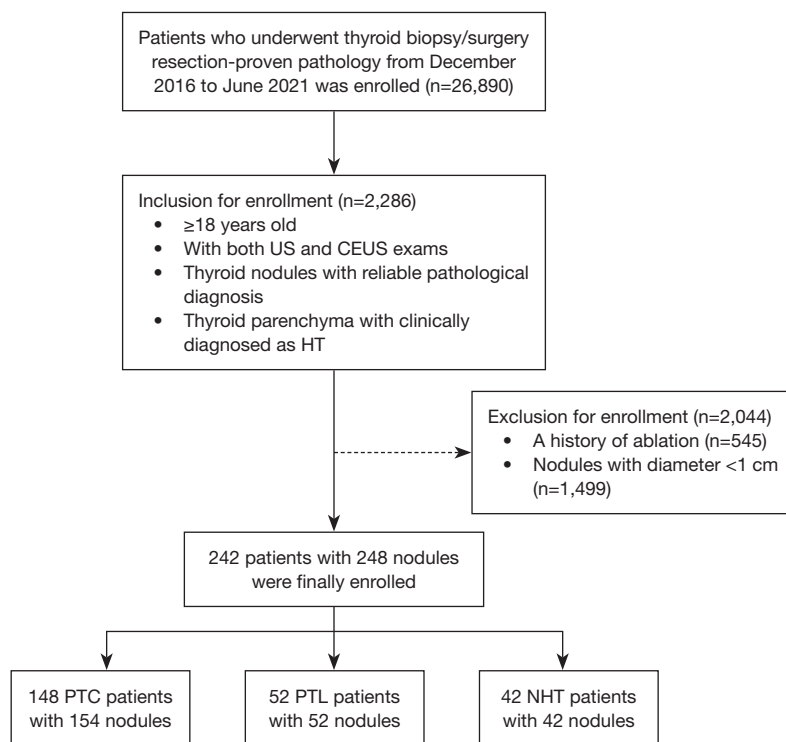 Patients who underwent thyroid biopsy/surgery
resection-proven pathology from December
2016 to June 2021 was enrolled (n=26,890)
Inclusion for enrollment (n=2,286)
• ≥18 years old
• With both US and CEUS exams
• Thyroid nodules with reliable pathological
diagnosis
• Thyroid parenchyma with clinically
diagnosed as HT
Exclusion for enrollment (n=2,044)
• A history of ablation (n=545)
• Nodules with diameter <1 cm
(n=1,499)
242 patients with 248 nodules
were finally enrolled
148 PTC patients
with 154 nodules
52 PTL patients
with 52 nodules
42 NHT patients
with 42 nodules